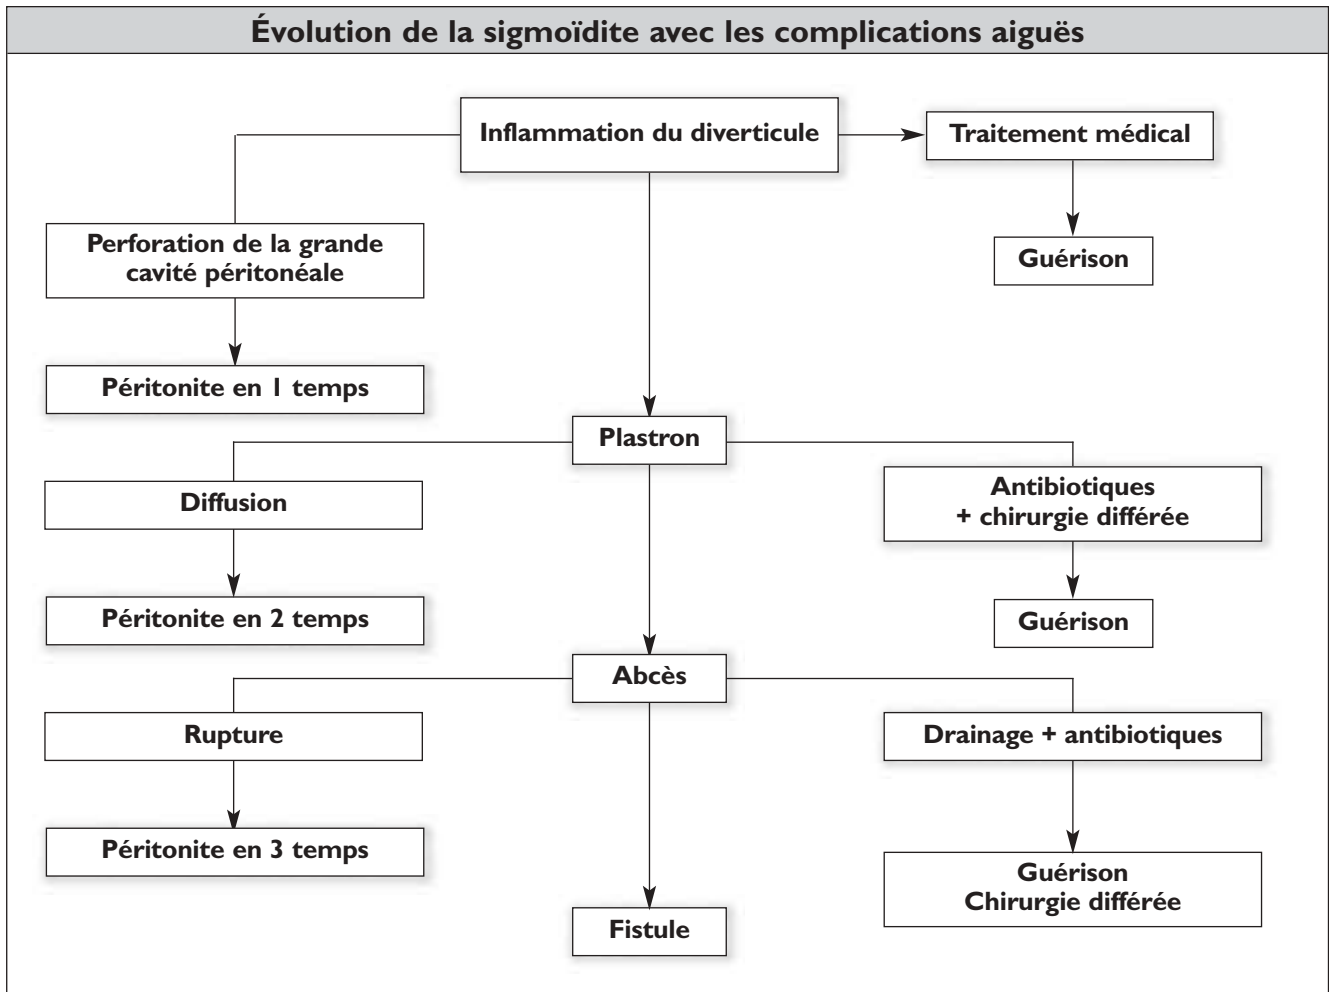 Évolution de la sigmoïdite avec les complications aiguës
Inflammation du diverticule
Traitement médical
Perforation de la grande
cavité péritonéale
Guérison
Péritonite en 1 temps
Plastron
Diffusion
Antibiotiques
+ chirurgie différée
Péritonite en 2 temps
Guérison
Abcès
Rupture
Drainage + antibiotiques
Péritonite en 3 temps
Guérison
Chirurgie différée
Fistule